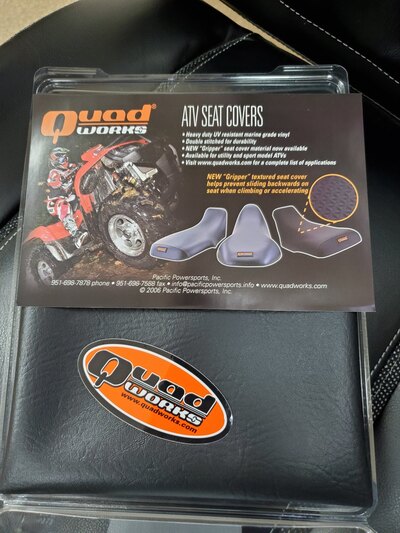 Quad®
WORKS
ATV SEAT COVERS
• Heavy duty UV resistant marine grade vinyl
• Double stitched for durability
• NEW "Gripper" seat cover material now available
• Available for utility and sport model ATVs
• Visit www.quadworks.com for a complete list of applications
NEW "Gripper" textured seat cover
helps prevent sliding backwards on
seat when climbing or accelerating
Pacific Powersports, Inc.
951-698-7878 phone • 951-698-7588 fax • info@pacificpowersports.info • www.quadworks.com
© 2006 Pacific Powersports, Inc.
Quad
WORKS
www.quadworks.com